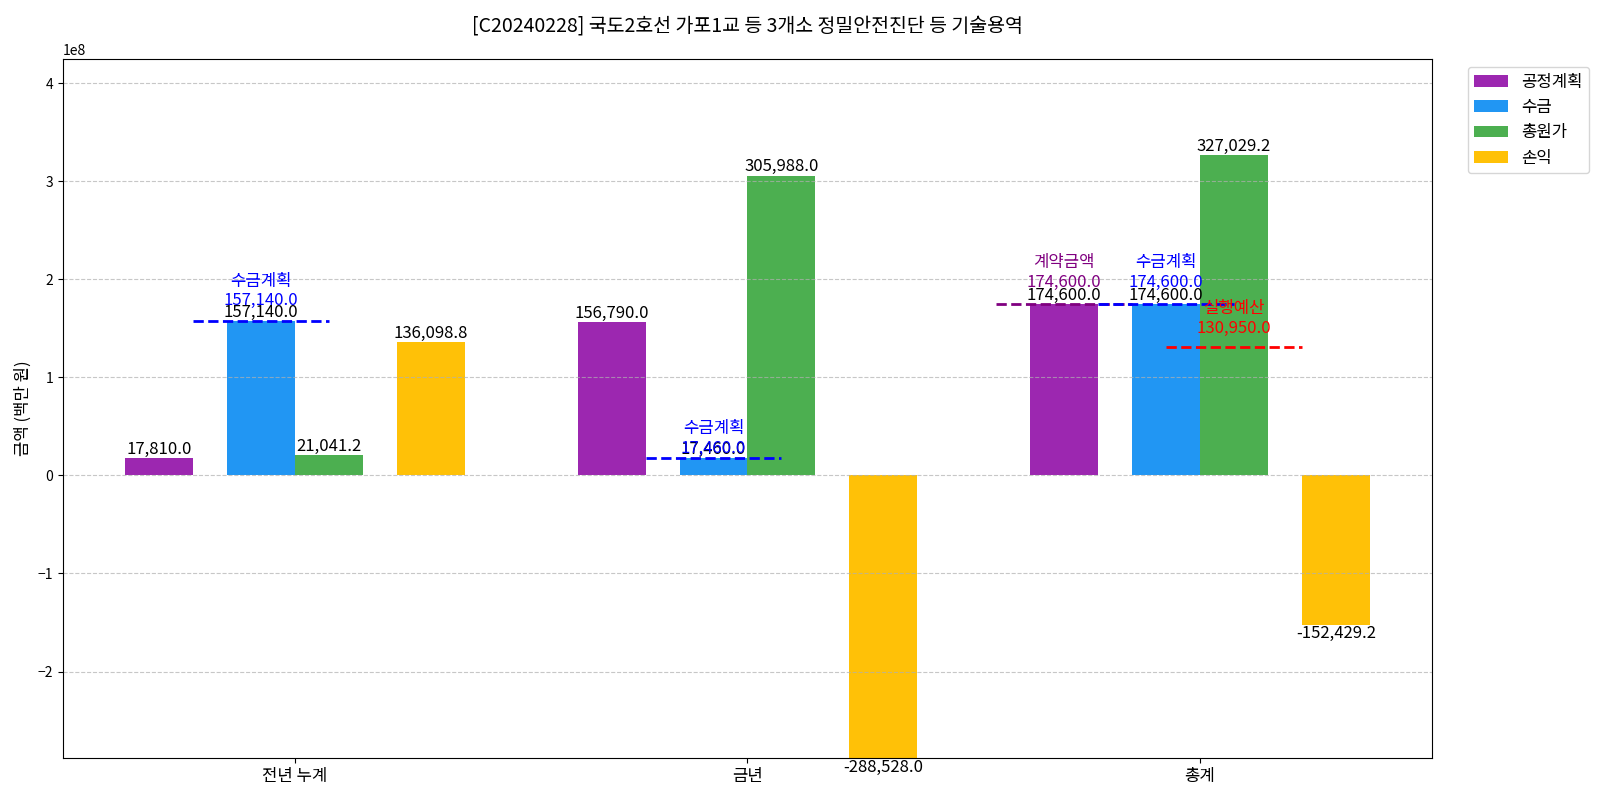 [C20240228] 국도2호선 가포1교 등 3개소 정밀안전진단 등 기술용역
1e8
금액 (백만 원)
4
3
2
1
0
−1
−2
17,810.0
수금계획
157,140.0
157,140.0
21,041.2
136,098.8
156,790.0
수금계획
17,460.0
17,460.0
305,988.0
-288,528.0
계약금액
174,600.0
174,600.0
수금계획
174,600.0
174,600.0
327,029.2
실행예산
130,950.0
-152,429.2
전년 누계
금년
총계
공정계획
수금
총원가
손익